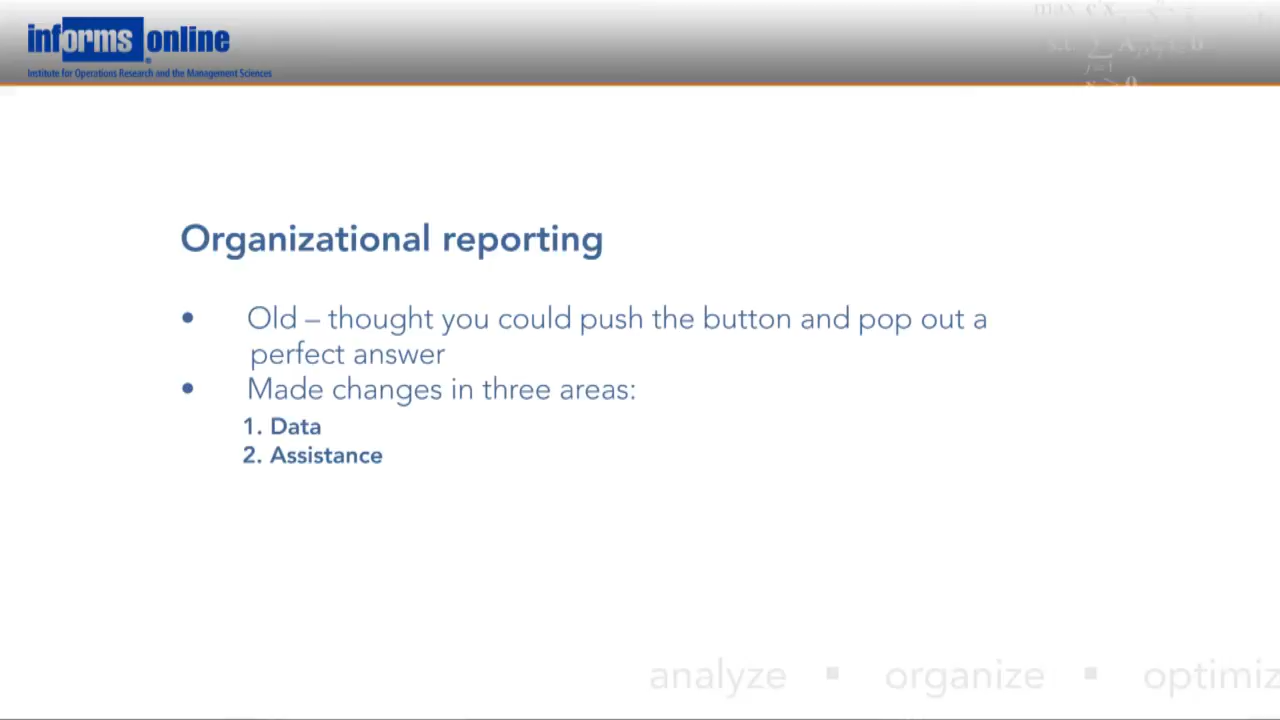 informs online
Institute for Operations Research and the Management Sciences
Organizational reporting
• Old – thought you could push the button and pop out a
perfect answer
• Made changes in three areas:
1. Data
2. Assistance
analyze ▪ organize ▪ optimiz